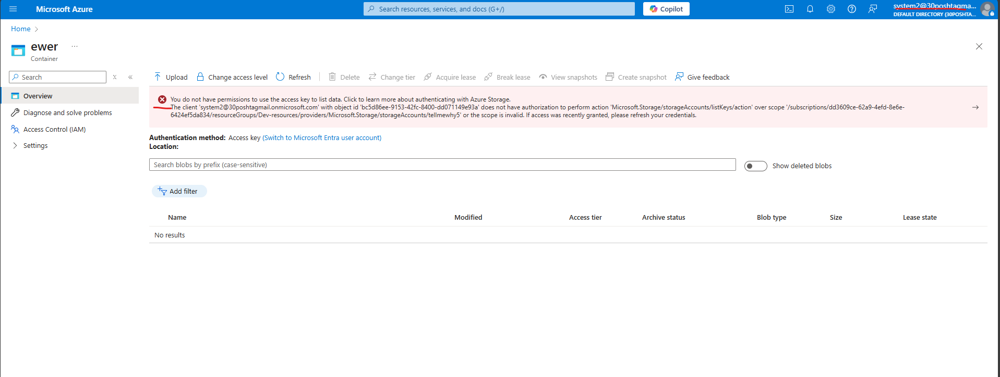 Microsoft Azure
Search resources, services, and docs (G+/)
Copilot
system2@30poshtagma...
DEFAULT DIRECTORY (30POSHTA...
Home
ewer
...
Container
Search
Overview
Diagnose and solve problems
Access Control (IAM)
Settings
Upload
Change access level
Refresh
Delete
Change tier
Acquire lease
Break lease
View snapshots
Create snapshot
Give feedback
You do not have permissions to use the access key to list data. Click to learn more about authenticating with Azure Storage.
The client 'system2@30poshtagmail.onmicrosoft.com' with object id 'bc5d86ee-9153-42fc-8400-dd071149e93a' does not have authorization to perform action 'Microsoft.Storage/storageAccounts/listKeys/action' over scope '/subscriptions/dd3609ce-62a9-4efd-8e6e-
6424ef5da834/resourceGroups/Dev-resources/providers/Microsoft.Storage/storageAccounts/tellmewhy5' or the scope is invalid. If access was recently granted, please refresh your credentials.
Authentication method: Access key (Switch to Microsoft Entra user account)
Location:
Search blobs by prefix (case-sensitive)
Show deleted blobs
Add filter
Name Modified Access tier Archive status Blob type Size Lease state
No results